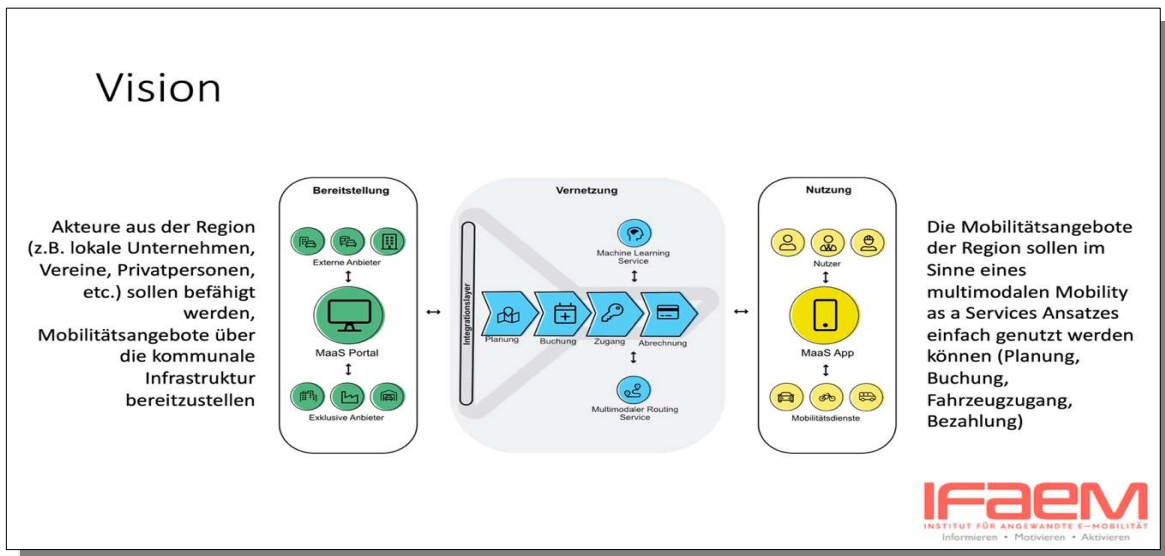 Vision
Akteure aus der Region
(z.B. lokale Unternehmen,
Vereine, Privatpersonen,
etc.) sollen befähigt
werden,
Mobilitätsangebote über
die kommunale
Infrastruktur
bereitzustellen
Bereitstellung
Externe Anbieter
MaaS Portal
Exklusive Anbieter
Vernetzung
Integrationslayer
Machine Learning
Service
Planung
Buchung
Zugang
Abrechnung
Multimodaler Routing
Service
Nutzung
Nutzer
MaaS App
Mobilitätsdienste
Die Mobilitätsangebote
der Region sollen im
Sinne eines
multimodalen Mobility
as a Services Ansatzes
einfach genutzt werden
können (Planung,
Buchung,
Fahrzeugzugang,
Bezahlung)
IFaeM
INSTITUT FÜR ANGEWANDTE E-MOBILITÄT
Informieren • Motivieren • Aktivieren